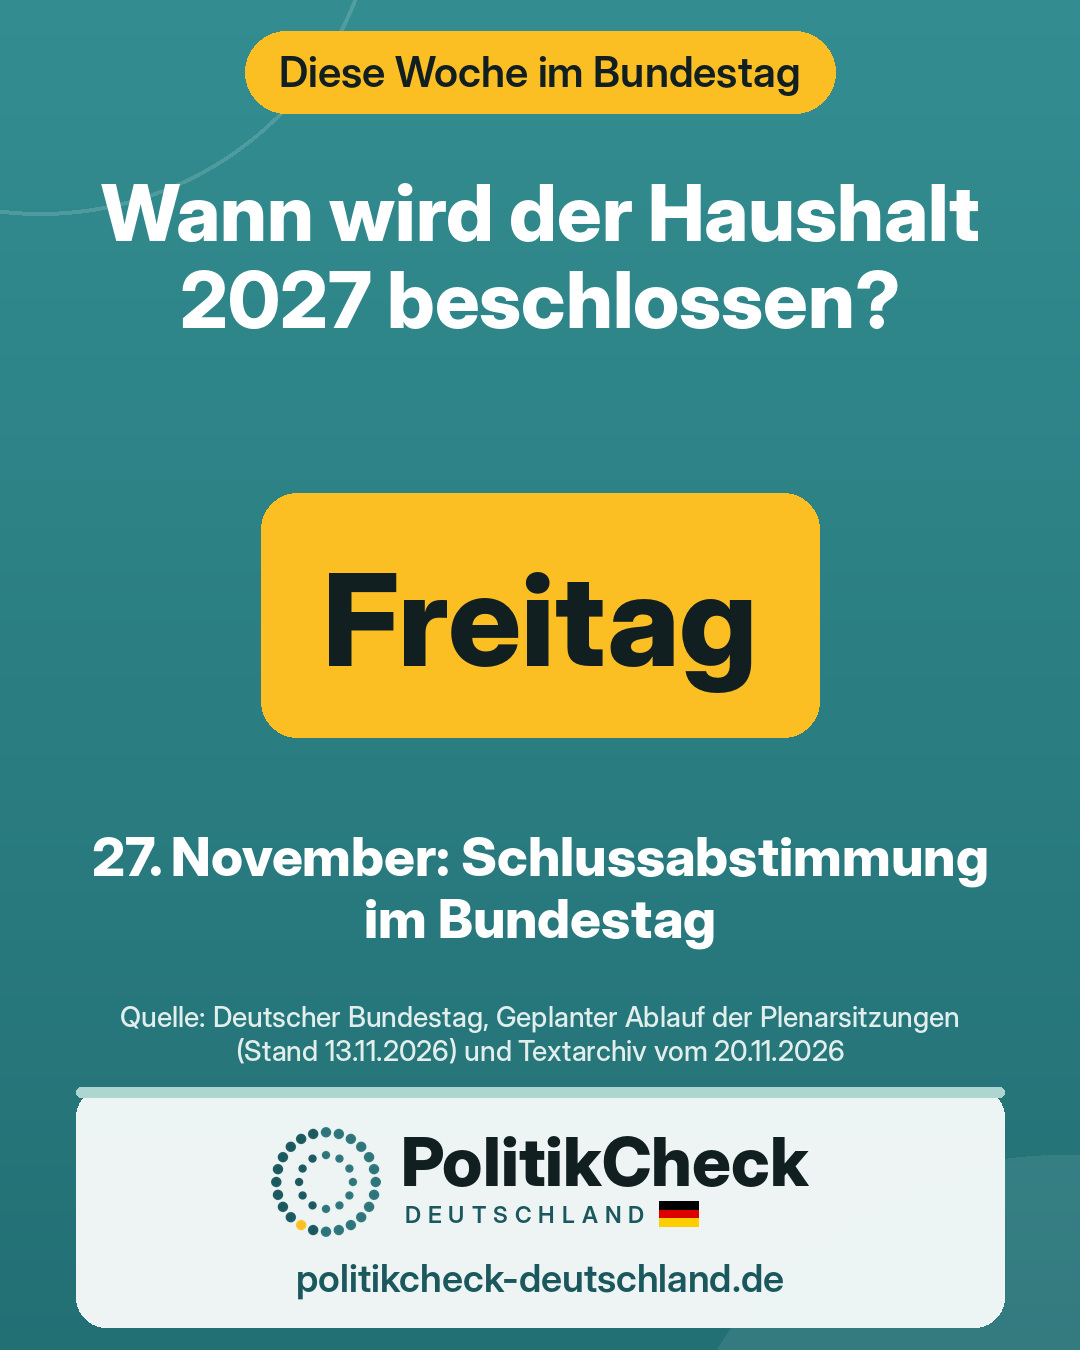 Diese Woche im Bundestag
Wann wird der Haushalt
2027 beschlossen?
Freitag
27. November: Schlussabstimmung
im Bundestag
Quelle: Deutscher Bundestag, Geplanter Ablauf der Plenarsitzungen
(Stand 13.11.2026) und Textarchiv vom 20.11.2026
PolitikCheck
DEUTSCHLAND
politikcheck-deutschland.de